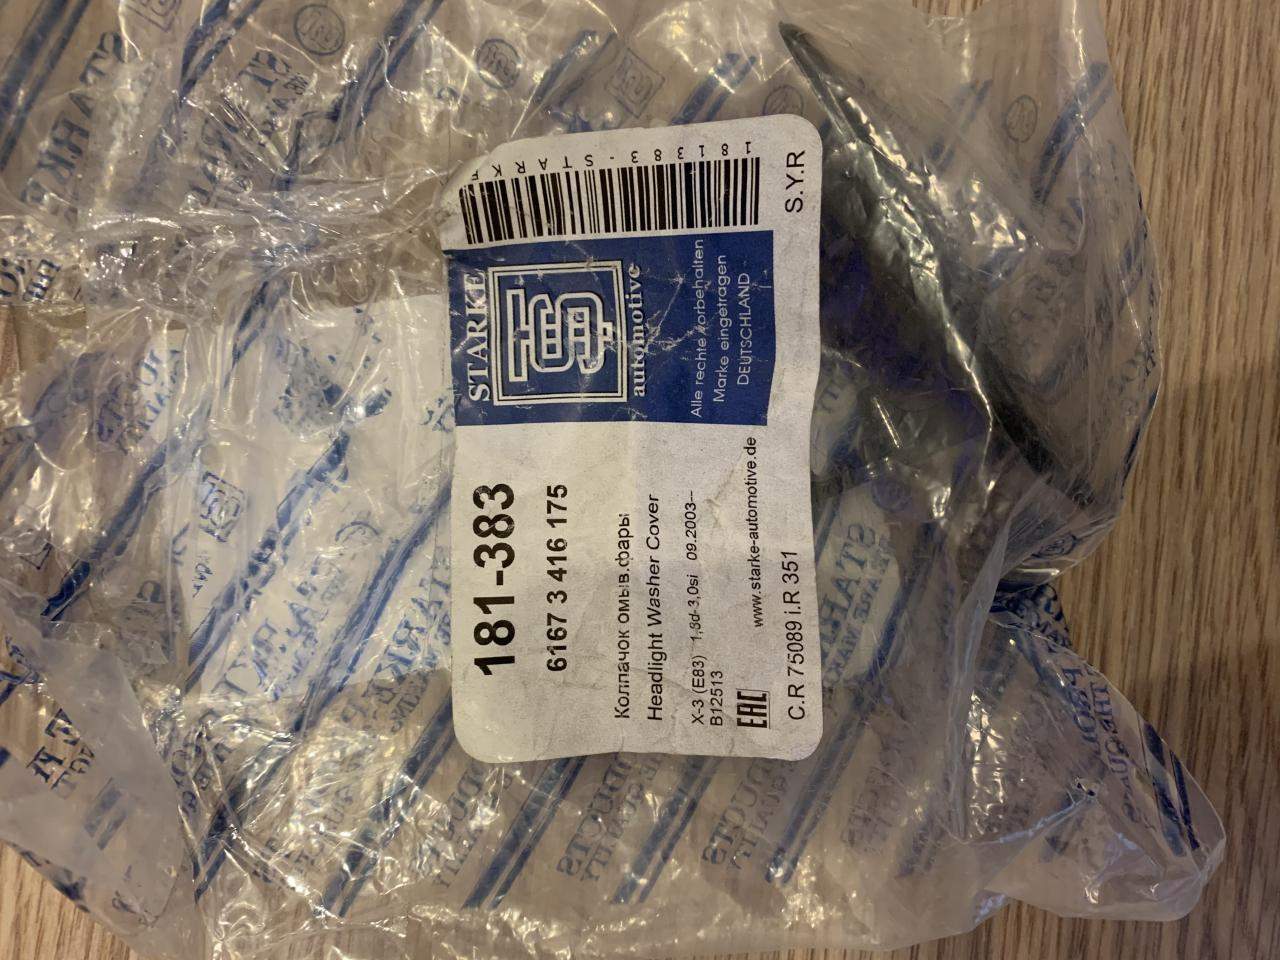 181383-STARKE
STARKE
automotive
Alle rechte vorbehalten
Marke eingetragen
DEUTSCHLAND
181-383
6167 3 416 175
Колпачок омыв.фары
Headlight Washer Cover
X-3 (E83) 1,8d-3,0si 09.2003--
B12513
EAC
www.starke-automotive.de
C.R 75089 i.R 351
S.Y.R